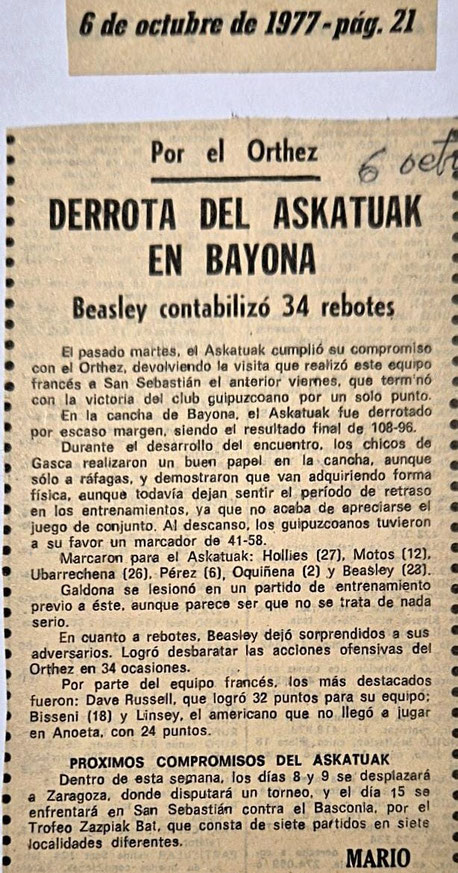 6 de octubre de 1977-pág. 21
Por el Orthez
6 octu
DERROTA DEL ASKATUAK
EN BAYONA
Beasley contabilizó 34 rebotes
El pasado martes, el Askatuak cumplió su compromiso
con el Orthez, devolviendo la visita que realizó este equipo
francés a San Sebastián el anterior viernes, que terminó
con la victoria del club guipuzcoano por un solo punto.
En la cancha de Bayona, el Askatuak fue derrotado
por escaso margen, siendo el resultado final de 108-96.
Durante el desarrollo del encuentro, los chicos de
Gasca realizaron un buen papel en la cancha, aunque
sólo a ráfagas, y demostraron que van adquiriendo forma
física, aunque todavía dejan sentir el período de retraso
en los entrenamientos, ya que no acaba de apreciarse el
juego de conjunto. Al descanso, los guipuzcoanos tuvieron
a su favor un marcador de 41-58.
Marcaron para el Askatuak: Hollies (27), Motos (12),
Ubarrechena (26), Pérez (6), Oquiñena (2) y Beasley (23).
Galdona se lesionó en un partido de entrenamiento
previo a éste, aunque parece ser que no se trata de nada
serio.
En cuanto a rebotes, Beasley dejó sorprendidos a sus
adversarios. Logró desbaratar las acciones ofensivas del
Orthez en 34 ocasiones.
Por parte del equipo francés, los más destacados
fueron: Dave Russell, que logró 32 puntos para su equipo;
Bisseni (18) y Linsey, el americano que no llegó a jugar
en Anoeta, con 24 puntos.
PROXIMOS COMPROMISOS DEL ASKATUAK
Dentro de esta semana, los días 8 y 9 se desplazará
a Zaragoza, donde disputará un torneo, y el día 15 se
enfrentará en San Sebastián contra el Basconia, por el
Trofeo Zazpiak Bat, que consta de siete partidos en siete
localidades diferentes.
MARIO